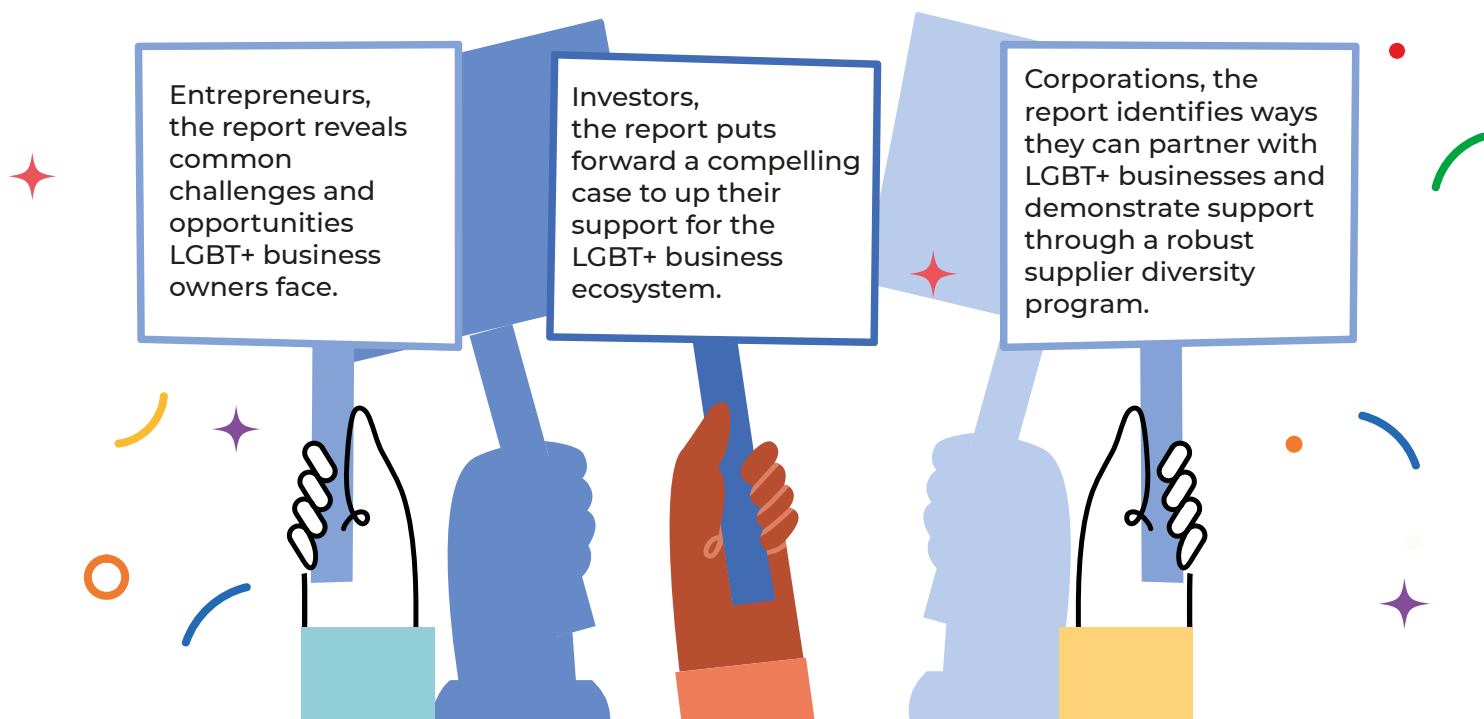 Entrepreneurs,
the report reveals
common
challenges and
opportunities
LGBT+ business
owners face.
Investors,
the report puts
forward a compelling
case to up their
support for the
LGBT+ business
ecosystem.
Corporations, the
report identifies ways
they can partner with
LGBT+ businesses and
demonstrate support
through a robust
supplier diversity
program.